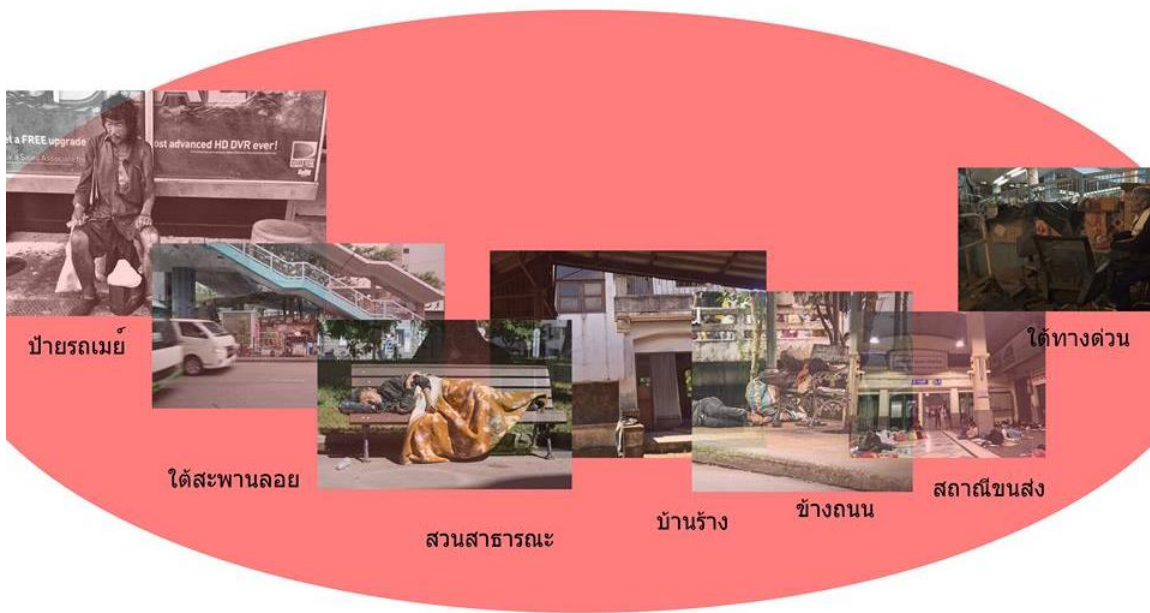 et a FREE upgrade
ost advanced HD DVR ever!
ป้ายรถเมย์
ใต้สะพานลอย
สวนสาธารณะ
บ้านร้าง
ข้างถนน
สถาณีขนส่ง
ใต้ทางด่วน